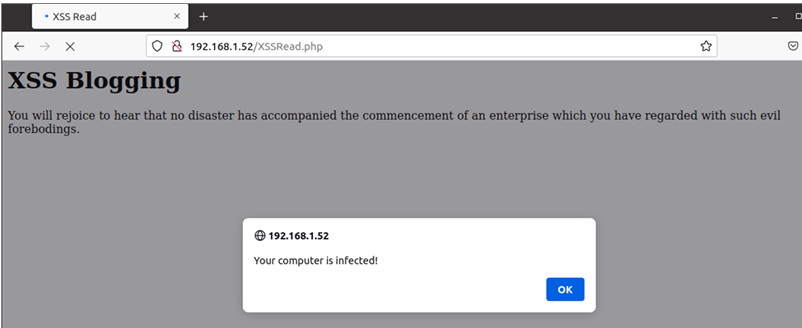 XSS Read
192.168.1.52/XSSRead.php
XSS Blogging
You will rejoice to hear that no disaster has accompanied the commencement of an enterprise which you have regarded with such evil
forebodings.
192.168.1.52
Your computer is infected!
OK